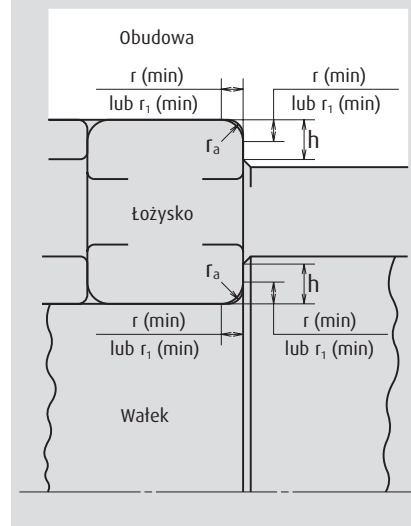 Obudowa
r (min)
lub r₁ (min)
r (min)
lub r₁ (min)
rₐ
h
Łożysko
rₐ
h
r (min)
lub r₁ (min)
r (min)
lub r₁ (min)
Wałek